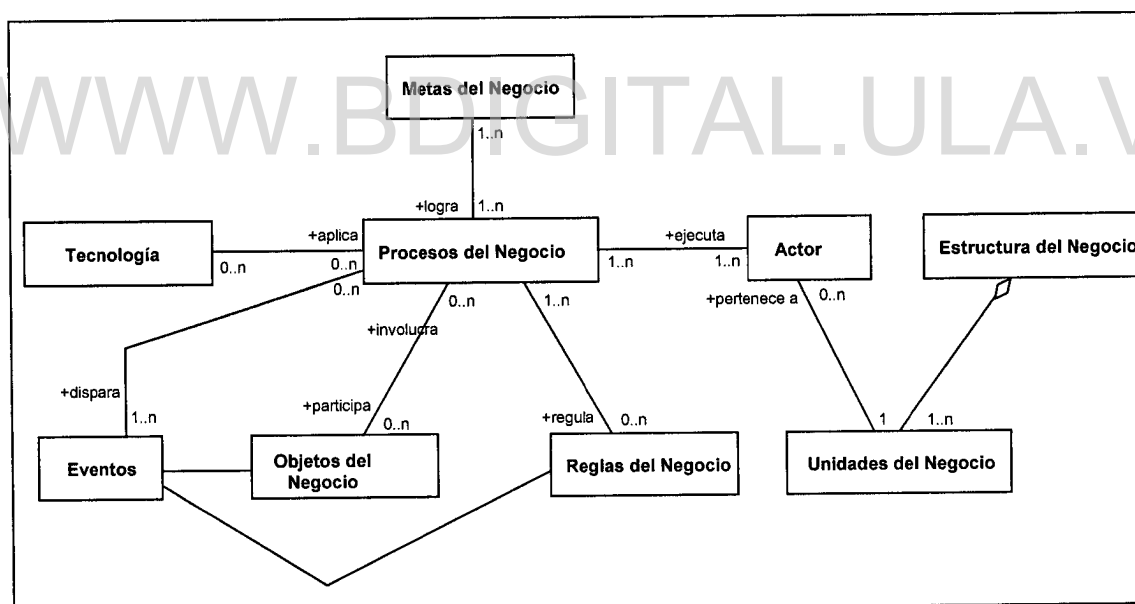 WWW.BDIGITAL.ULA.V
Metas del Negocio
1..n
+logra
1..n
Tecnología
0..n
+aplica
0..n
0..n
Procesos del Negocio
+ejecuta
1..n
1..n
Actor
Estructura del Negocio
+involucra
0..n
1..n
+pertenece a
0..n
+dispara
1..n
+participa
0..n
+regula
0..n
1
1..n
Eventos
Objetos del
Negocio
Reglas del Negocio
Unidades del Negocio